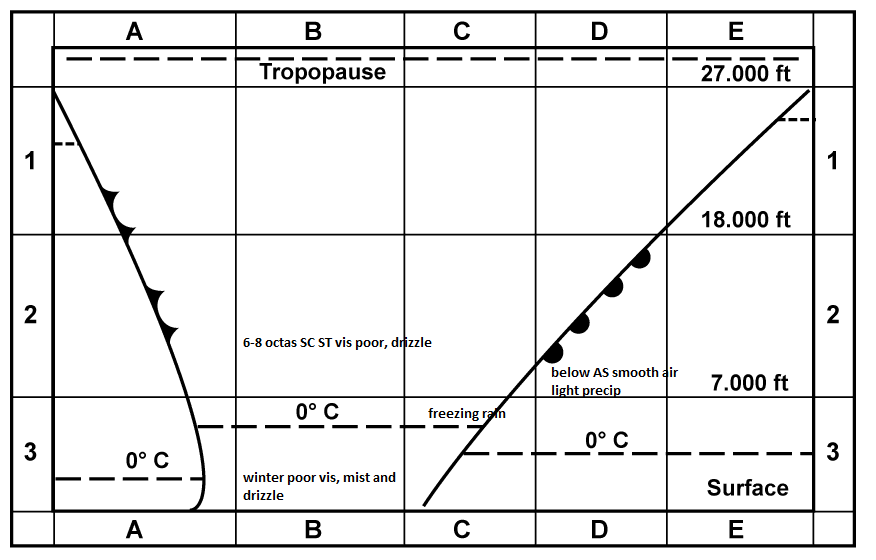 A B C D E
Tropopause
27.000 ft
1 1
18.000 ft
2 2
6-8 octas SC ST vis poor, drizzle
below AS smooth air
light precip
7.000 ft
0° C
freezing rain
0° C
3 3
0° C
winter poor vis, mist and
drizzle
Surface
A B C D E